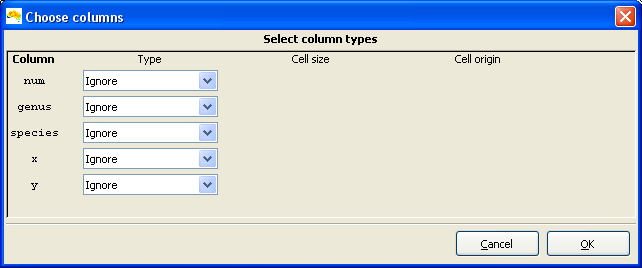 Choose columns
Select column types
Column Type Cell size Cell origin
num Ignore
genus Ignore
species Ignore
x Ignore
y Ignore
Cancel OK